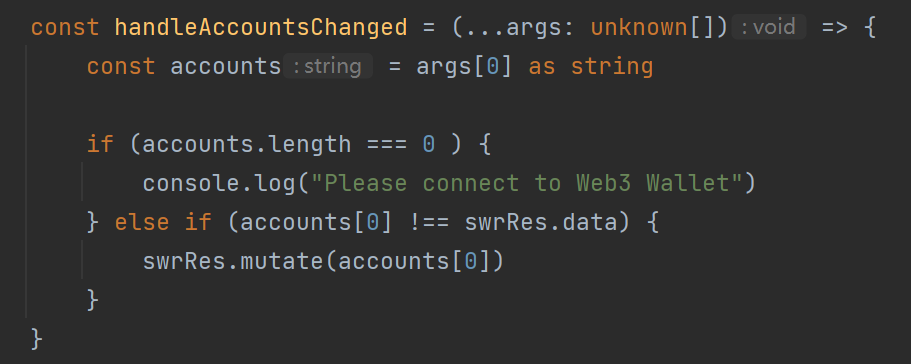 const handleAccountsChanged = (...args: unknown[]) : void => {
    const accounts : string = args[0] as string

    if (accounts.length === 0 ) {
        console.log("Please connect to Web3 Wallet")
    } else if (accounts[0] !== swrRes.data) {
        swrRes.mutate(accounts[0])
    }
}